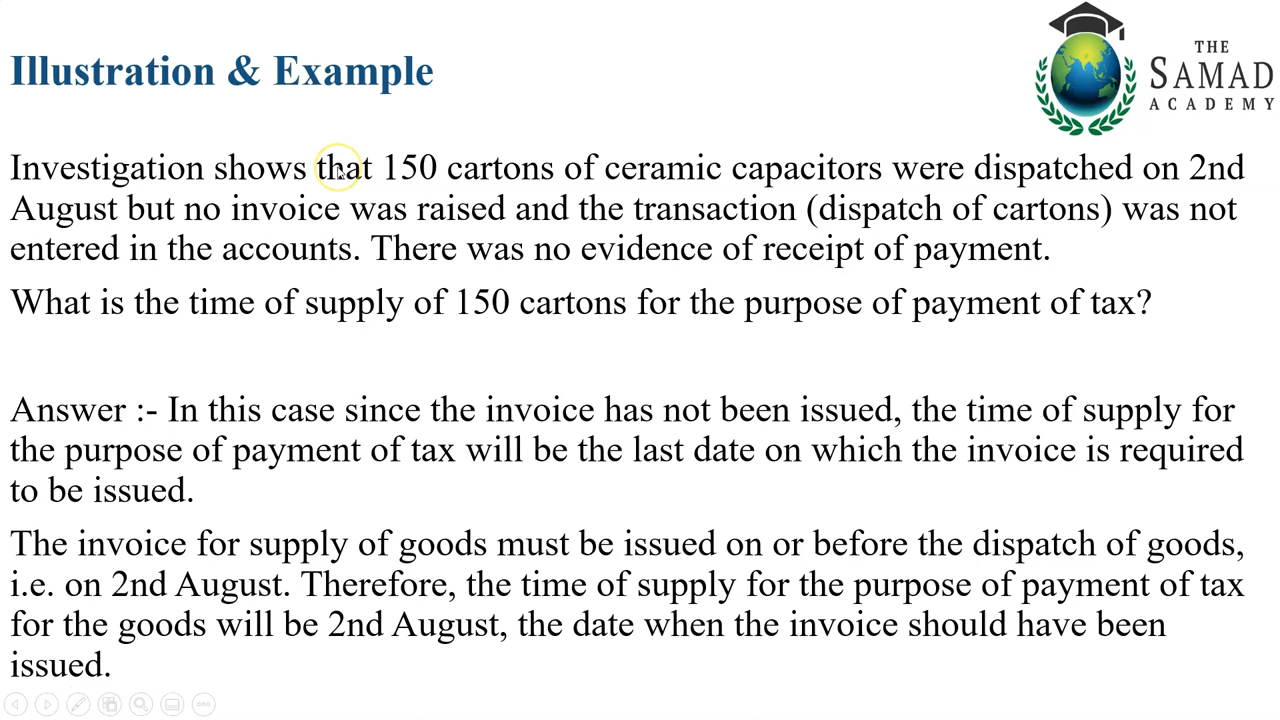 Illustration & Example
THE
SAMAD
ACADEMY
Investigation shows that 150 cartons of ceramic capacitors were dispatched on 2nd
August but no invoice was raised and the transaction (dispatch of cartons) was not
entered in the accounts. There was no evidence of receipt of payment.
What is the time of supply of 150 cartons for the purpose of payment of tax?
Answer :- In this case since the invoice has not been issued, the time of supply for
the purpose of payment of tax will be the last date on which the invoice is required
to be issued.
The invoice for supply of goods must be issued on or before the dispatch of goods,
i.e. on 2nd August. Therefore, the time of supply for the purpose of payment of tax
for the goods will be 2nd August, the date when the invoice should have been
issued.